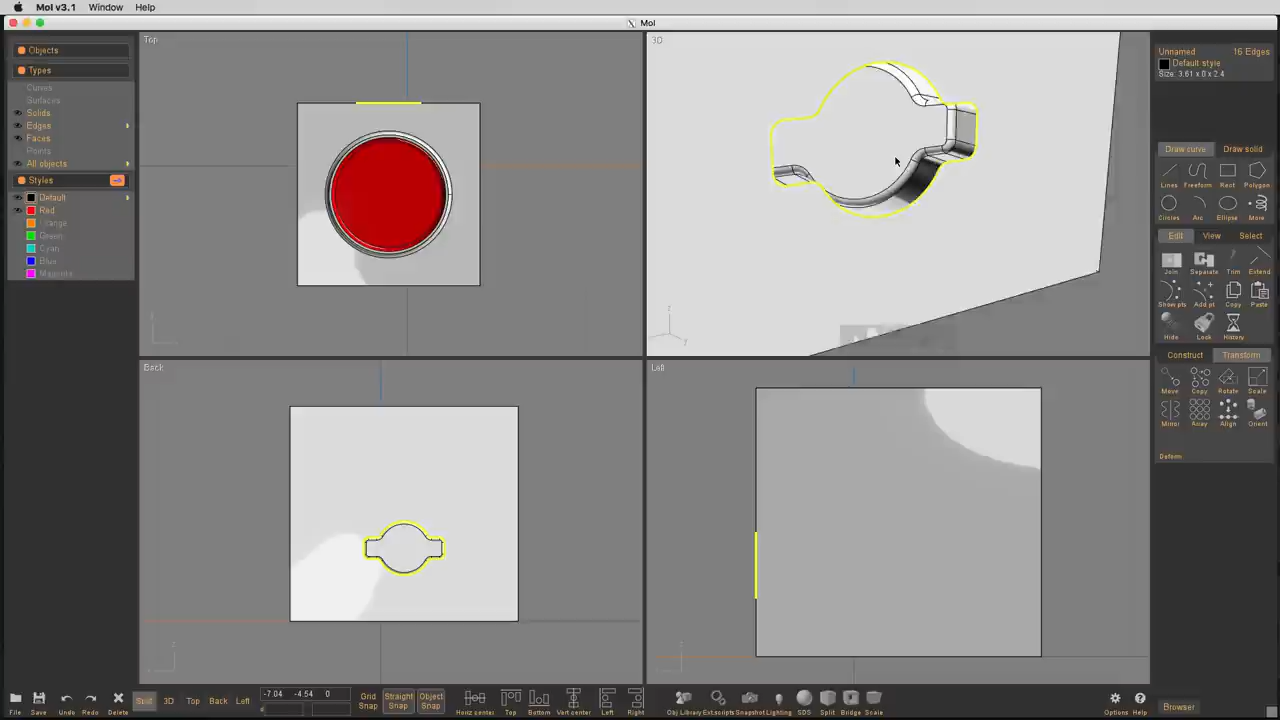 MoI v3.1 Window Help
MoI
Objects
Types
Curves
Surfaces
Solids
Edges
Faces
Points
All objects
Styles
Default
Red
Orange
Green
Cyan
Blue
Magenta
Top
3D
Back
Left
Unnamed 16 Edges
Default style
Size: 3.61 x 0 x 2.4
Draw curve Draw solid
Lines Freeform Rect Polygon
Circles Arc Ellipse More
Edit View Select
Join Separate Trim Extend
Show pts Add pt Copy Paste
Hide Lock History
Construct Transform
Move Copy Rotate Scale
Mirror Array Align Orient
Deform
File Save Undo Redo Delete Split 3D Top Back Left -7.04 -4.54 0 Grid Snap Straight Snap Object Snap Horiz center Top Bottom Vert center Left Right Obj Library Ext.scripts Snapshot Lighting SDS Split Bridge Scale Options Help Browser